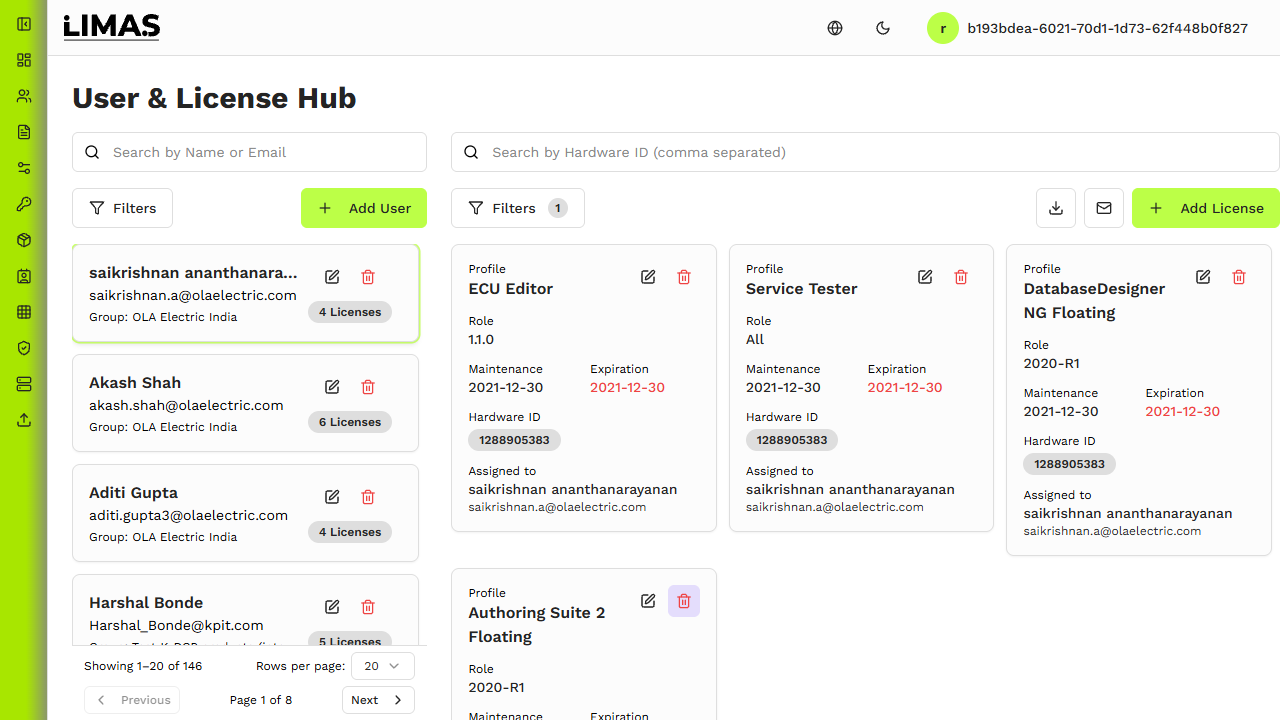 LIMAS
r
b193bdea-6021-70d1-1d73-62f448b0f827
User & License Hub
Search by Name or Email
Search by Hardware ID (comma separated)
Filters
Add User
Filters 1
Add License
saikrishnan ananthanara...
saikrishnan.a@olaelectric.com
Group: OLA Electric India
4 Licenses
Akash Shah
akash.shah@olaelectric.com
Group: OLA Electric India
6 Licenses
Aditi Gupta
aditi.gupta3@olaelectric.com
Group: OLA Electric India
4 Licenses
Harshal Bonde
Harshal_Bonde@kpit.com
5 Licenses
Showing 1–20 of 146
Rows per page: 20
Previous
Page 1 of 8
Next
Profile
ECU Editor
Role
1.1.0
Maintenance Expiration
2021-12-30 2021-12-30
Hardware ID
1288905383
Assigned to
saikrishnan ananthanarayanan
saikrishnan.a@olaelectric.com
Profile
Service Tester
Role
All
Maintenance Expiration
2021-12-30 2021-12-30
Hardware ID
1288905383
Assigned to
saikrishnan ananthanarayanan
saikrishnan.a@olaelectric.com
Profile
DatabaseDesigner
NG Floating
Role
2020-R1
Maintenance Expiration
2021-12-30 2021-12-30
Hardware ID
1288905383
Assigned to
saikrishnan ananthanarayanan
saikrishnan.a@olaelectric.com
Profile
Authoring Suite 2
Floating
Role
2020-R1
Maintenance Expiration